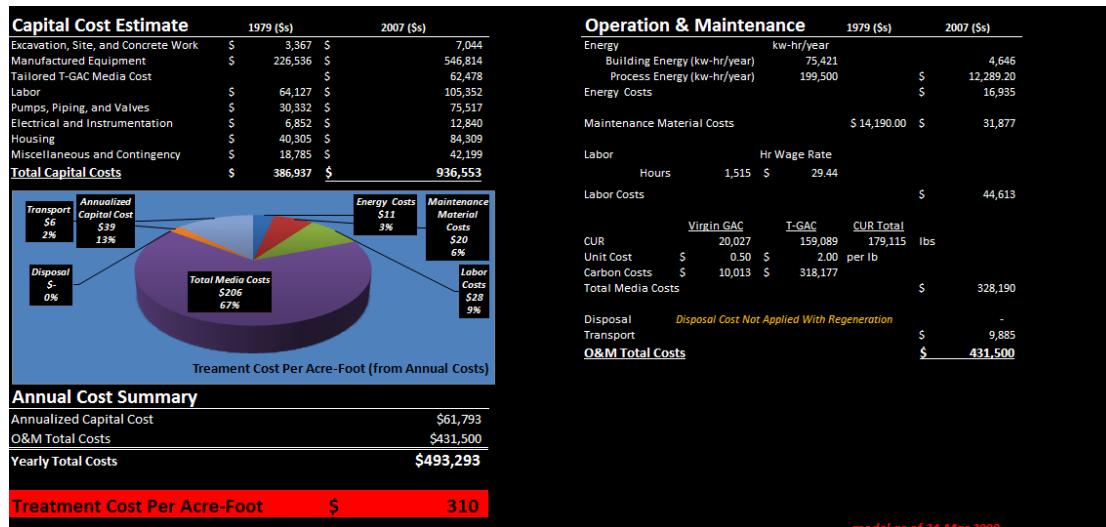 Capital Cost Estimate 1979 ($s) 2007 ($s)
Excavation, Site, and Concrete Work $ 3,367 $ 7,044
Manufactured Equipment $ 226,536 $ 546,814
Tailored T-GAC Media Cost $ 62,478
Labor $ 64,127 $ 105,352
Pumps, Piping, and Valves $ 30,332 $ 75,517
Electrical and Instrumentation $ 6,852 $ 12,840
Housing $ 40,305 $ 84,309
Miscellaneous and Contingency $ 18,785 $ 42,199
Total Capital Costs $ 386,937 $ 936,553
Transport
$6
2%
Annualized
Capital Cost
$39
13%
Energy Costs
$11
3%
Maintenance
Material
Costs
$20
6%
Disposal
$-
0%
Total Media Costs
$206
67%
Labor
Costs
$28
9%
Treament Cost Per Acre-Foot (from Annual Costs)
Annual Cost Summary
Annualized Capital Cost $61,793
O&M Total Costs $431,500
Yearly Total Costs $493,293
Treatment Cost Per Acre-Foot $ 310
Operation & Maintenance 1979 ($s) 2007 ($s)
Energy kw-hr/year
Building Energy (kw-hr/year) 75,421 4,646
Process Energy (kw-hr/year) 199,500 $ 12,289.20
Energy Costs $ 16,935
Maintenance Material Costs $ 14,190.00 $ 31,877
Labor Hr Wage Rate
Hours 1,515 $ 29.44
Labor Costs $ 44,613
Virgin GAC T-GAC CUR Total
CUR 20,027 159,089 179,115 lbs
Unit Cost $ 0.50 $ 2.00 per lb
Carbon Costs $ 10,013 $ 318,177
Total Media Costs $ 328,190
Disposal Disposal Cost Not Applied With Regeneration -
Transport $ 9,885
O&M Total Costs $ 431,500